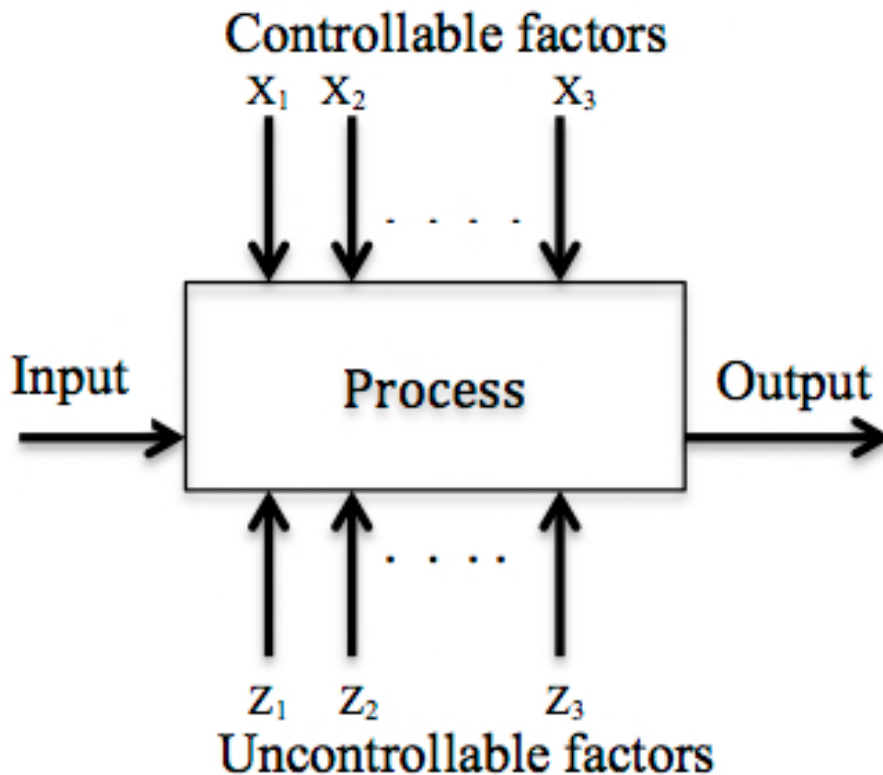 Controllable factors
X₁ X₂ X₃
. . . .
Input
Process
Output
. . . .
Z₁ Z₂ Z₃
Uncontrollable factors